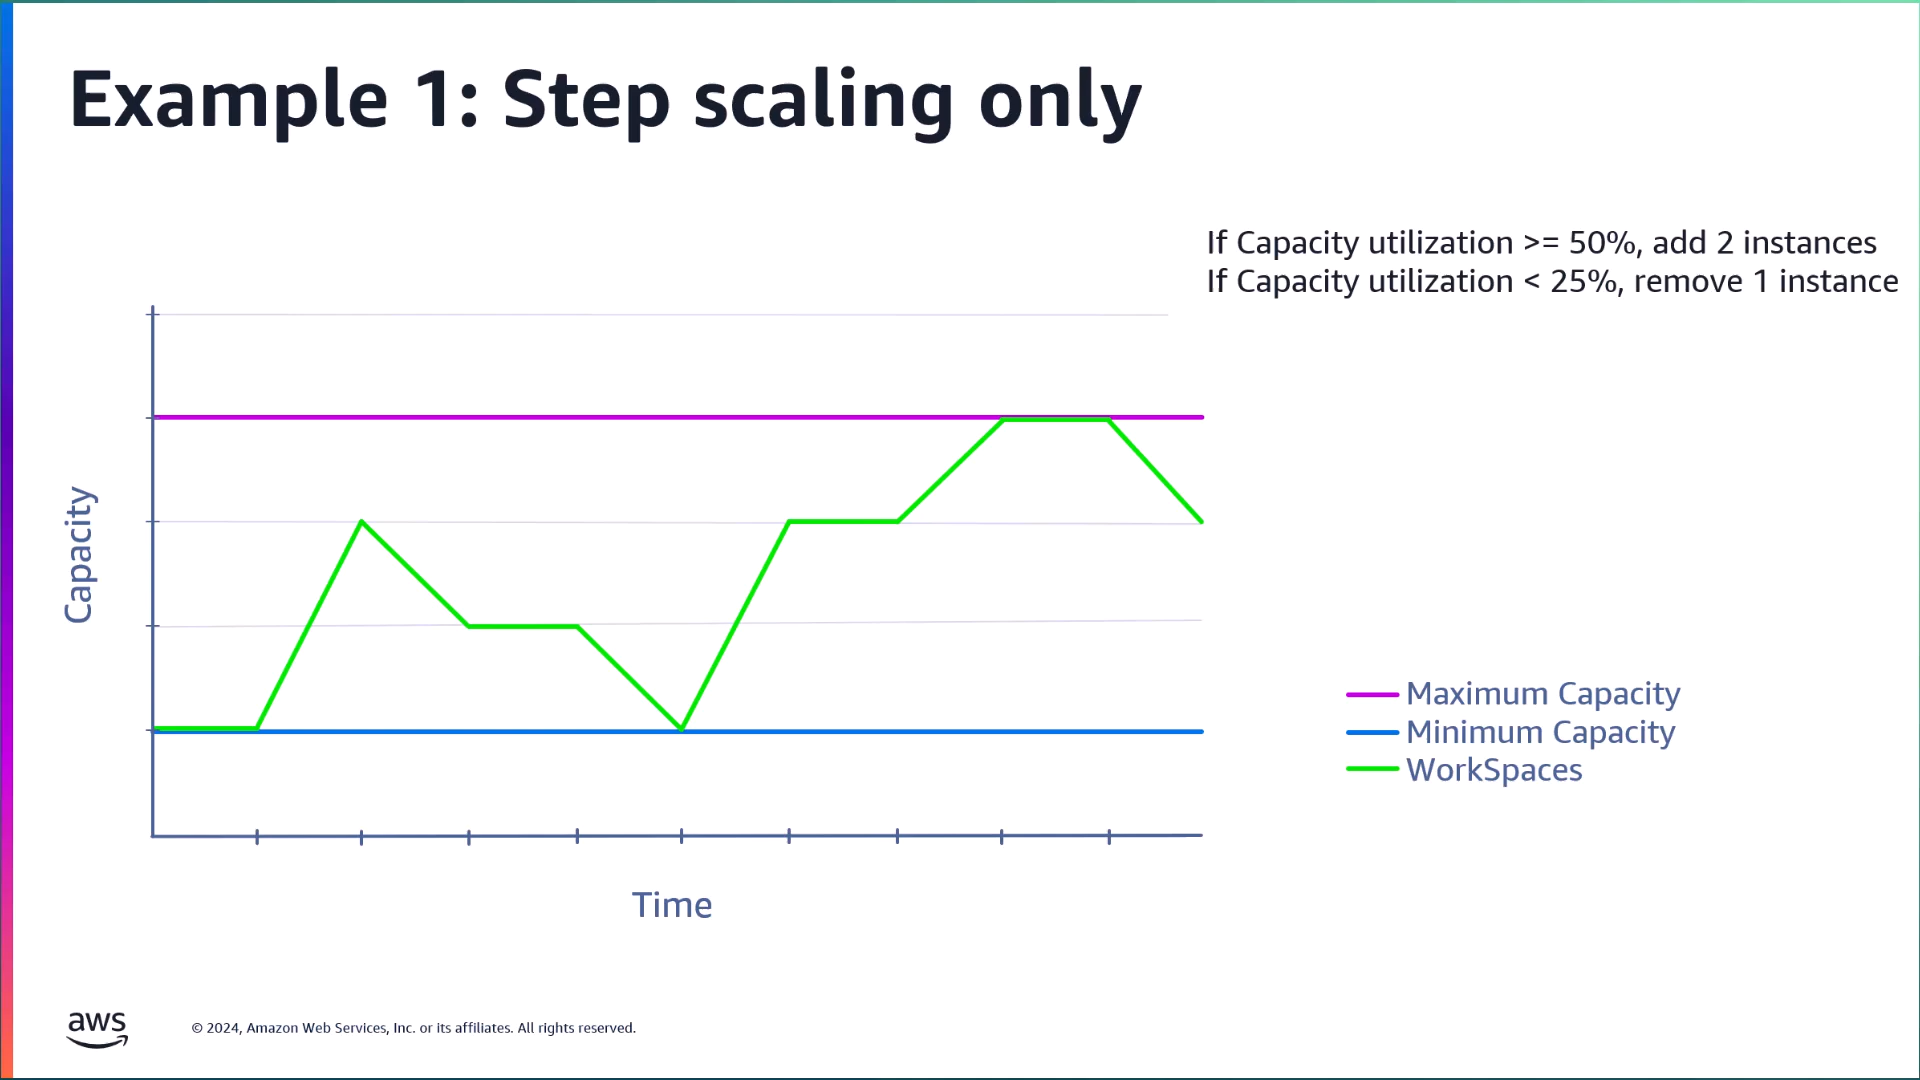 Example 1: Step scaling only
If Capacity utilization >= 50%, add 2 instances
If Capacity utilization < 25%, remove 1 instance
Capacity
Maximum Capacity
Minimum Capacity
WorkSpaces
Time
aws
© 2024, Amazon Web Services, Inc. or its affiliates. All rights reserved.